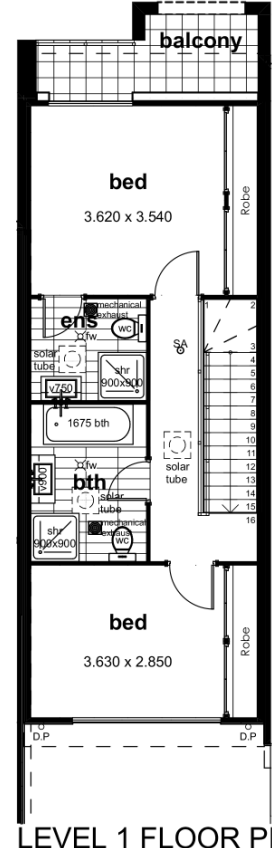 balcony
bed
3.620 x 3.540
Robe
mechanical
exhaust
fw
ens
wc
solar
tube
shr
900x900
v750
SA
1 2
3
4
5
6
7
8
9
10
11
12
13
14
15
16
1675 bth
solar
tube
fw
v900
bth
solar
tube
mechanical
exhaust
shr
900x900
wc
bed
3.630 x 2.850
Robe
D.P
D.P
LEVEL 1 FLOOR P